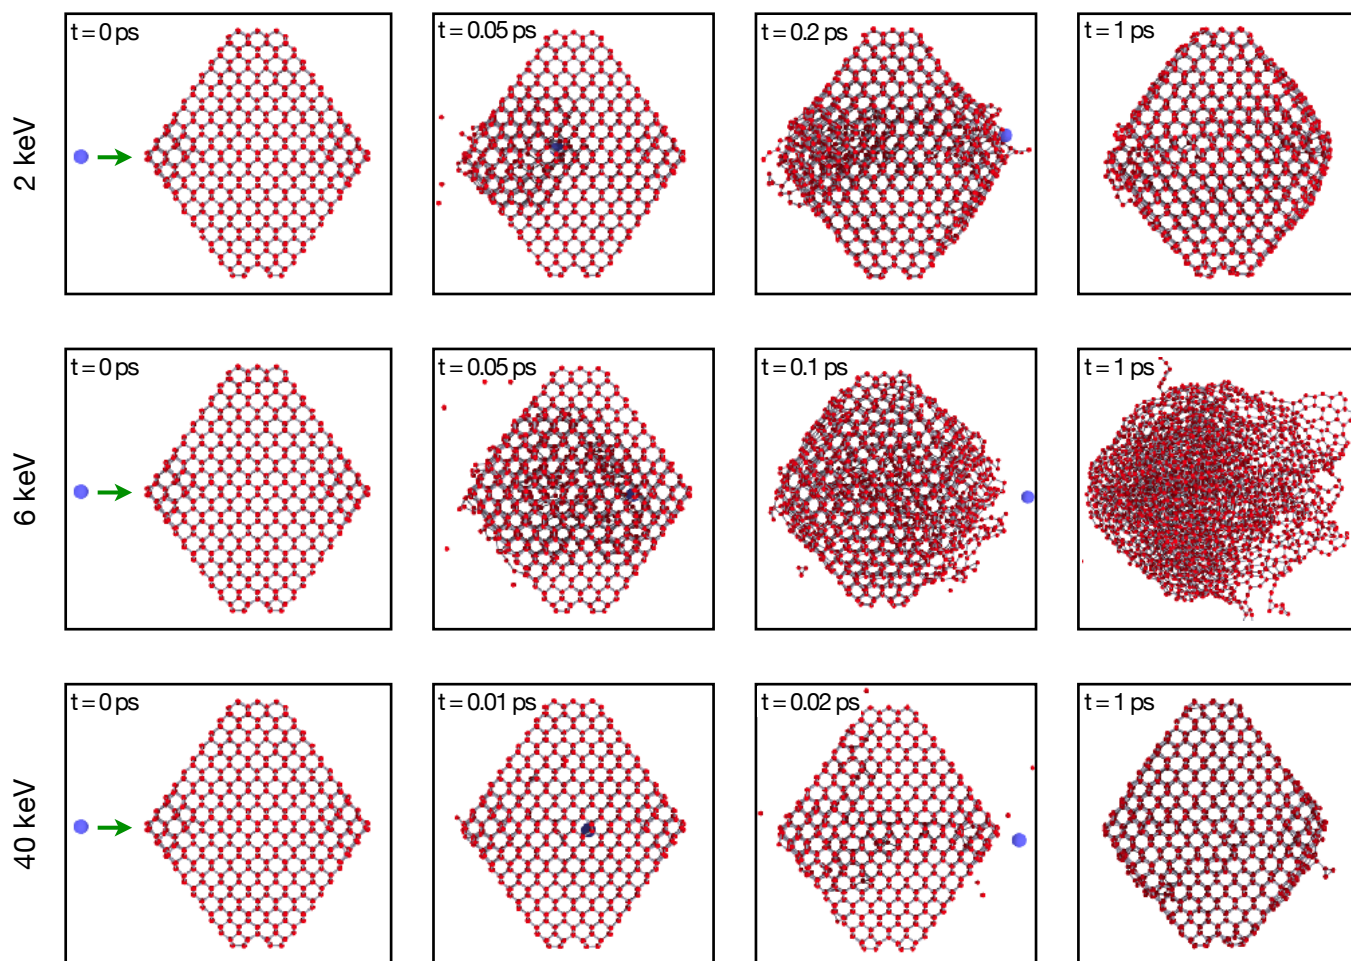 2 keV
t = 0 ps
t = 0.05 ps
t = 0.2 ps
t = 1 ps
6 keV
t = 0 ps
t = 0.05 ps
t = 0.1 ps
t = 1 ps
40 keV
t = 0 ps
t = 0.01 ps
t = 0.02 ps
t = 1 ps